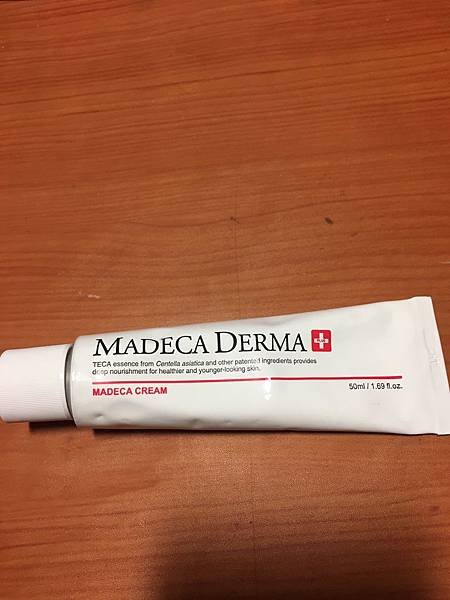 MADECA DERMA
TECA essence from Centella asiatica and other patented ingredients provides
deep nourishment for healthier and younger-looking skin.
MADECA CREAM
50ml / 1.69 fl.oz.